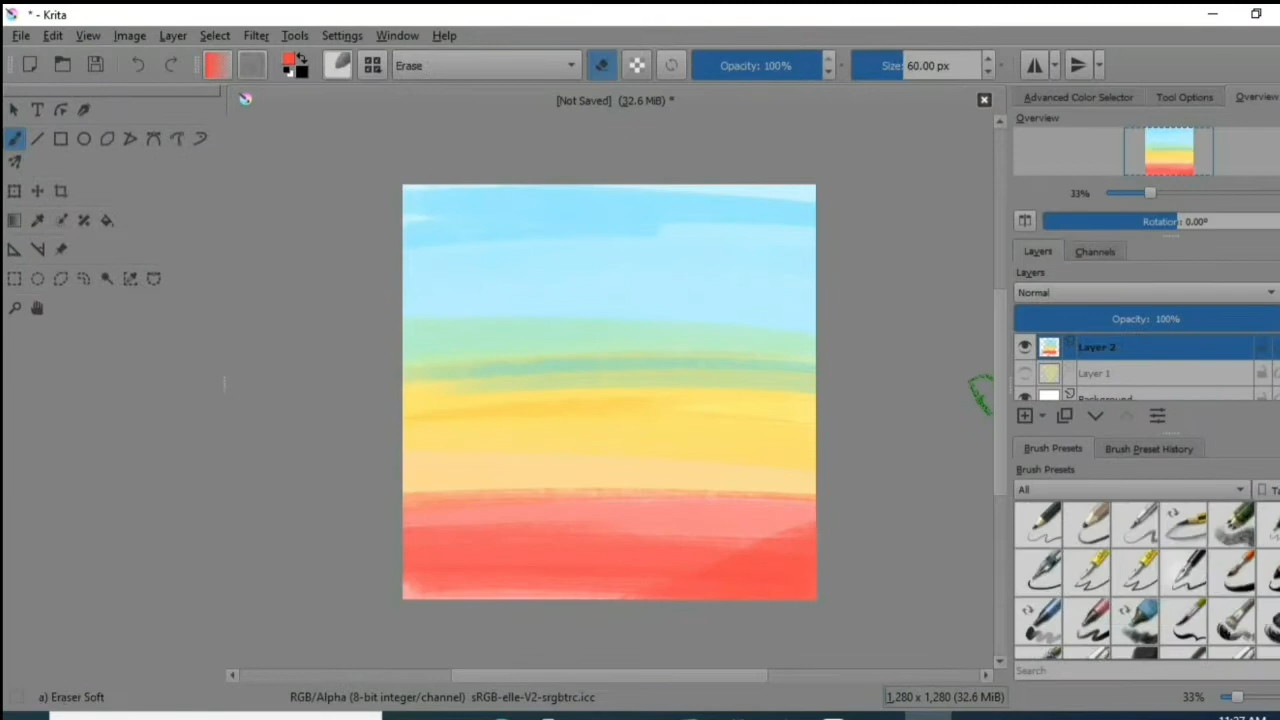 * - Krita
File Edit View Image Layer Select Filter Tools Settings Window Help
Erase Opacity: 100% Size: 60.00 px
[Not Saved] (32.6 MiB) *
Advanced Color Selector Tool Options Overview
Overview
33%
Rotation: 0.00°
Layers Channels
Layers
Normal
Opacity: 100%
Layer 2
Layer 1
Background
Brush Presets Brush Preset History
Brush Presets
All
Search
a) Eraser Soft RGB/Alpha (8-bit integer/channel) sRGB-elle-V2-srgbtrc.icc 1,280 x 1,280 (32.6 MiB) 33%